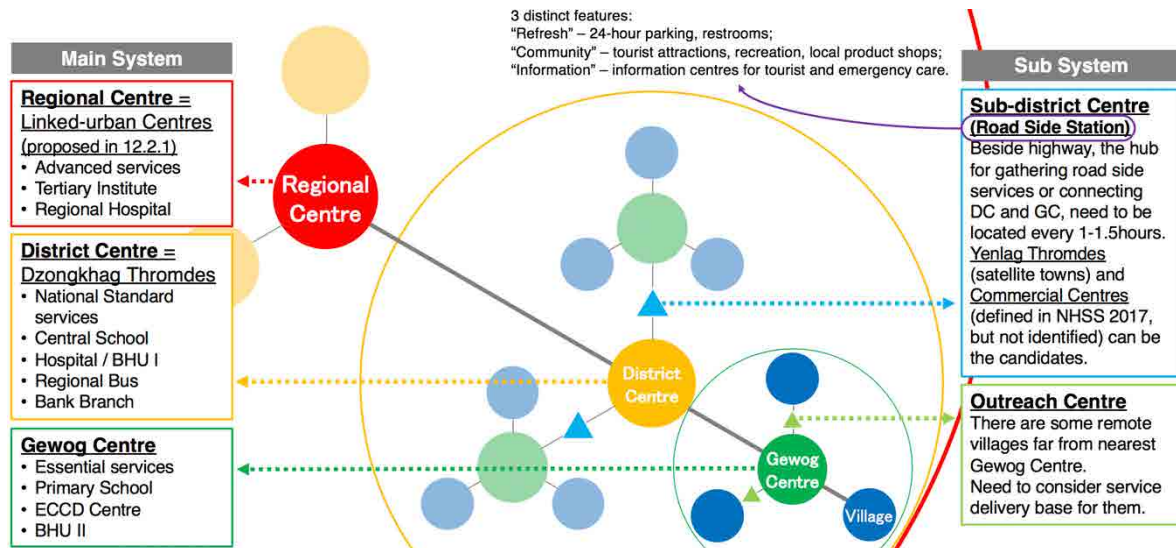 3 distinct features:
“Refresh” – 24-hour parking, restrooms;
“Community” – tourist attractions, recreation, local product shops;
“Information” – information centres for tourist and emergency care.
Main System
Regional Centre =
Linked-urban Centres
(proposed in 12.2.1)
• Advanced services
• Tertiary Institute
• Regional Hospital
District Centre =
Dzongkhag Thromdes
• National Standard
services
• Central School
• Hospital / BHU I
• Regional Bus
• Bank Branch
Gewog Centre
• Essential services
• Primary School
• ECCD Centre
• BHU II
Regional
Centre
District
Centre
Gewog
Centre
Village
Sub System
Sub-district Centre
(Road Side Station)
Beside highway, the hub
for gathering road side
services or connecting
DC and GC, need to be
located every 1-1.5hours.
Yenlag Thromdes
(satellite towns) and
Commercial Centres
(defined in NHSS 2017,
but not identified) can be
the candidates.
Outreach Centre
There are some remote
villages far from nearest
Gewog Centre.
Need to consider service
delivery base for them.